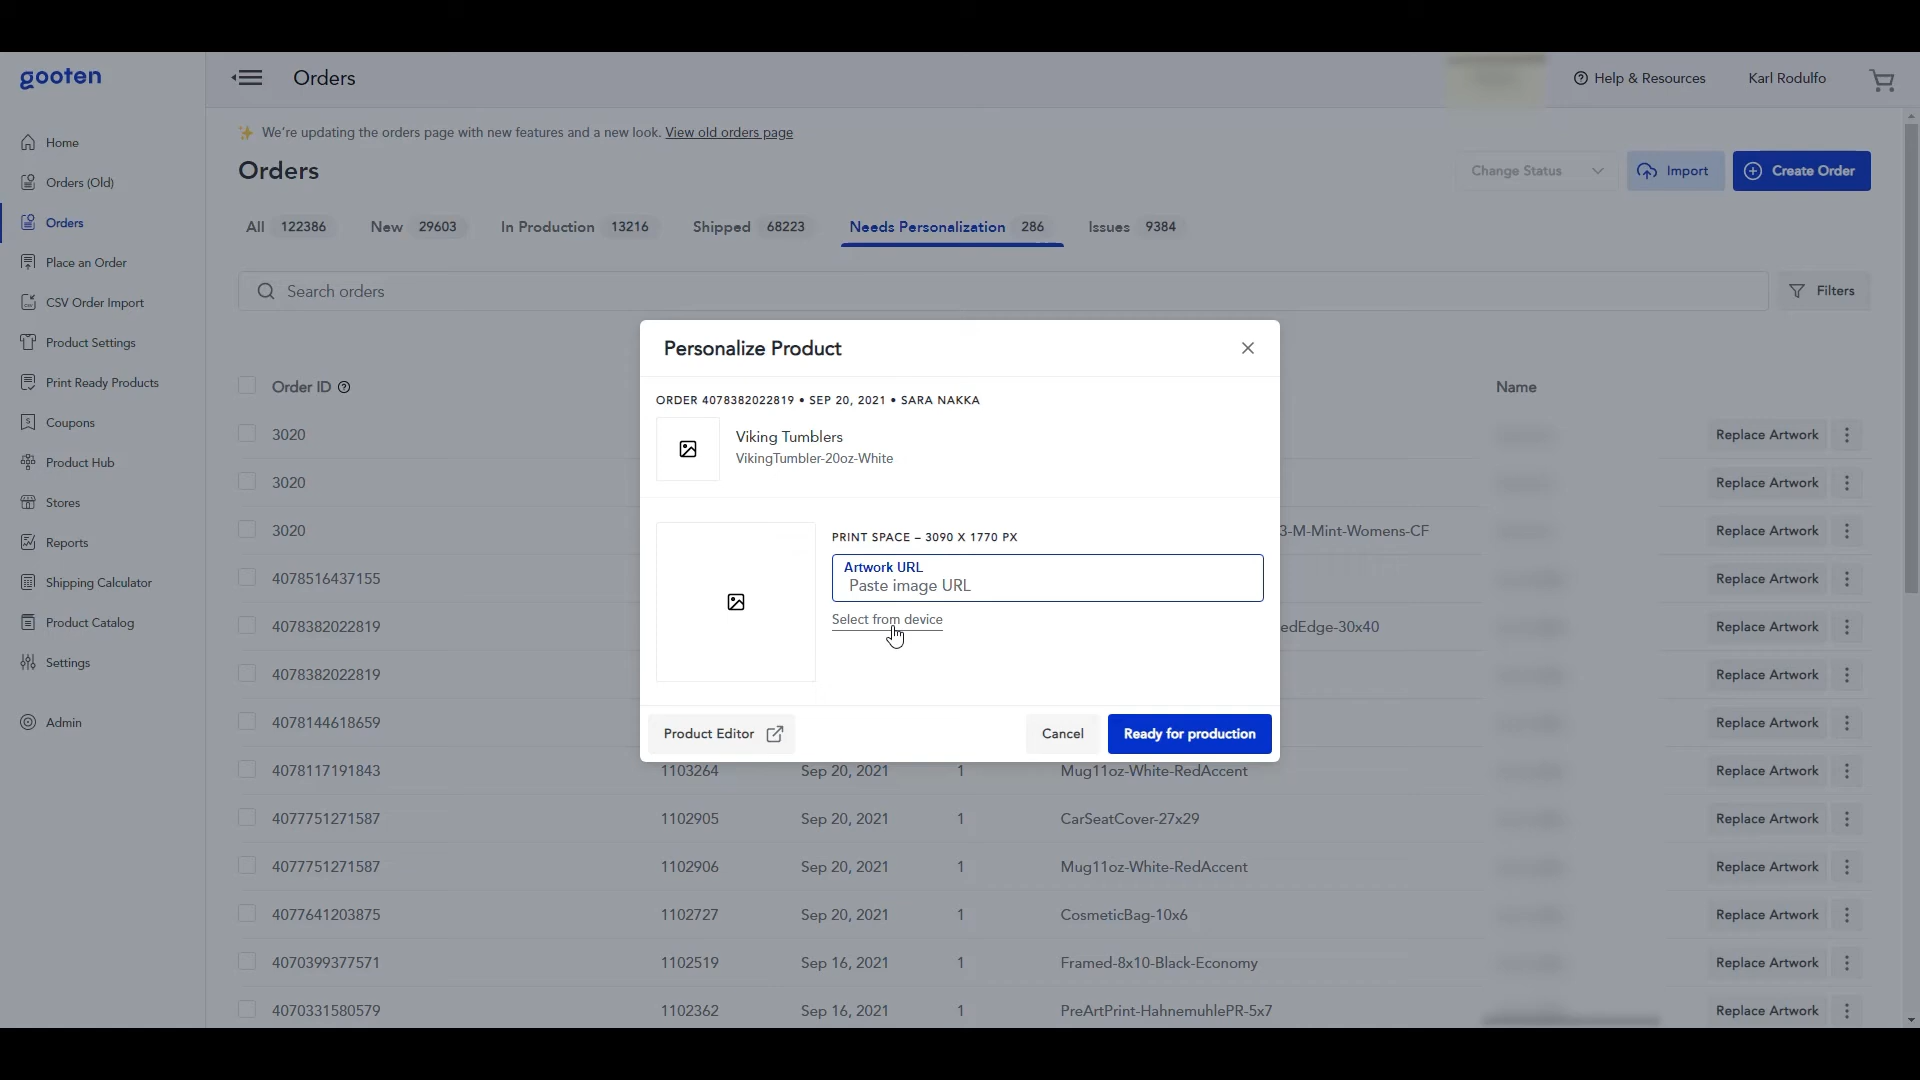 gooten
Orders
Help & Resources
Karl Rodulfo
Home
Orders (Old)
Orders
Place an Order
CSV Order Import
Product Settings
Print Ready Products
Coupons
Product Hub
Stores
Reports
Shipping Calculator
Product Catalog
Settings
Admin
We're updating the orders page with new features and a new look. View old orders page
Orders
Change Status
Import
Create Order
All 122386 New 29603 In Production 13216 Shipped 68223 Needs Personalization 286 Issues 9384
Search orders
Filters
Order ID
Name
3020 Replace Artwork
3020 Replace Artwork
3020 3-M-Mint-Womens-CF Replace Artwork
4078516437155 Replace Artwork
4078382022819 edEdge-30x40 Replace Artwork
4078382022819 Replace Artwork
4078144618659 Replace Artwork
4078117191843 1103264 Sep 20, 2021 1 Mug11oz-White-RedAccent Replace Artwork
4077751271587 1102905 Sep 20, 2021 1 CarSeatCover-27x29 Replace Artwork
4077751271587 1102906 Sep 20, 2021 1 Mug11oz-White-RedAccent Replace Artwork
4077641203875 1102727 Sep 20, 2021 1 CosmeticBag-10x6 Replace Artwork
4070399377571 1102519 Sep 16, 2021 1 Framed-8x10-Black-Economy Replace Artwork
4070331580579 1102362 Sep 16, 2021 1 PreArtPrint-HahnemuhlePR-5x7 Replace Artwork
Personalize Product
ORDER 4078382022819 • SEP 20, 2021 • SARA NAKKA
Viking Tumblers
VikingTumbler-20oz-White
PRINT SPACE – 3090 X 1770 PX
Artwork URL
Paste image URL
Select from device
Product Editor
Cancel
Ready for production